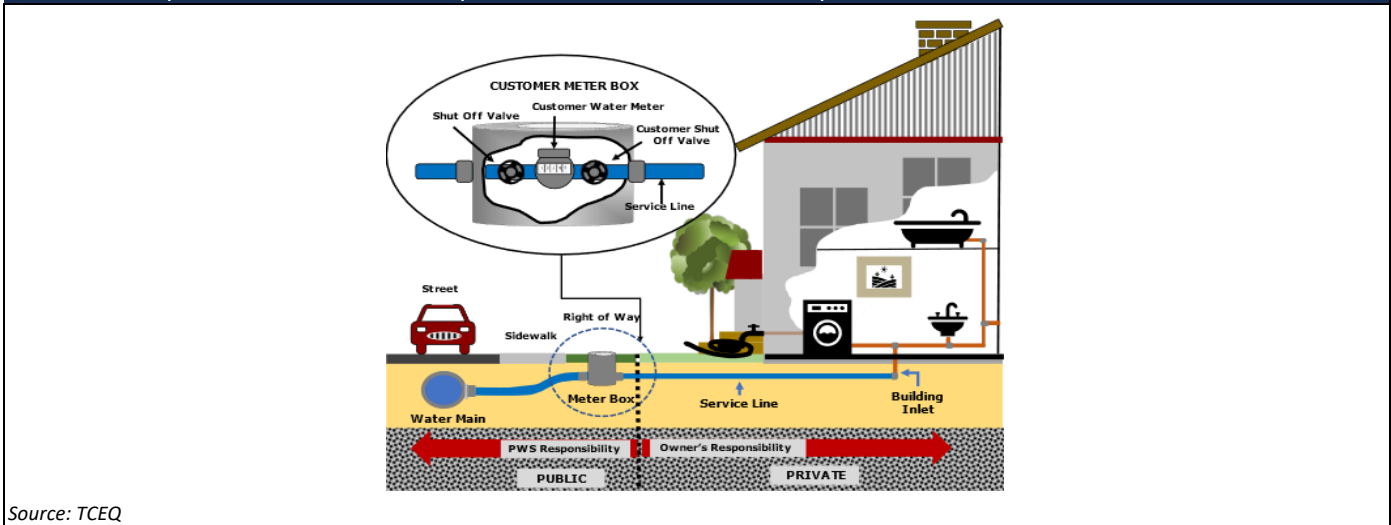 CUSTOMER METER BOX
Customer Water Meter
Shut Off Valve
Customer Shut
Off Valve
Service Line
Street
Right of Way
Sidewalk
Meter Box
Service Line
Building
Inlet
Water Main
PWS Responsibility
Owner's Responsibility
PUBLIC
PRIVATE
Source: TCEQ